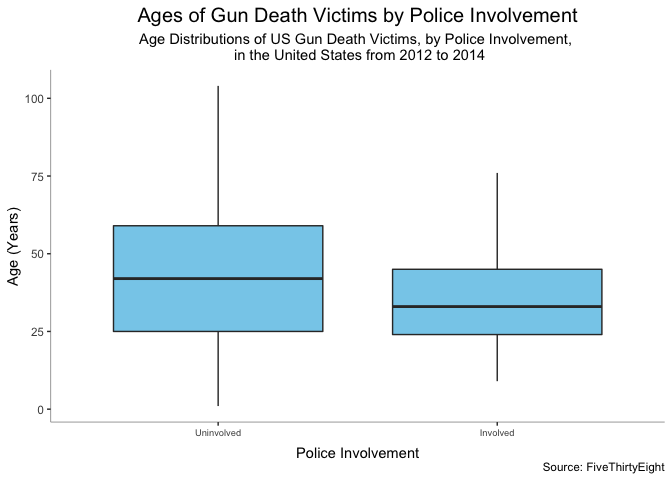 Ages of Gun Death Victims by Police Involvement
Age Distributions of US Gun Death Victims, by Police Involvement,
in the United States from 2012 to 2014
Age (Years)
100
75
50
25
0
Uninvolved
Involved
Police Involvement
Source: FiveThirtyEight